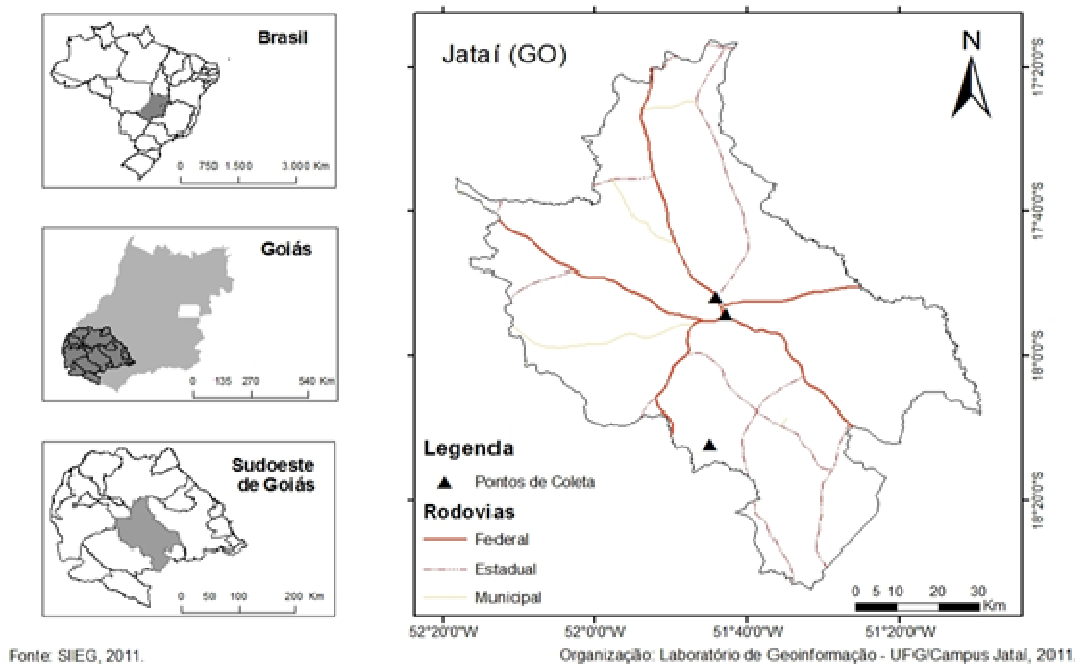 Brasil
0 750 1.500 3.000 Km
Goiás
0 135 270 540 Km
Sudoeste
de Goiás
0 50 100 200 Km
Fonte: SIIEG, 2011.
Jataí (GO)
N
17°20'0"S
17°40'0"S
18°0'0"S
18°20'0"S
Legencia
Pontos de Coleta
Rodovias
Federal
Estadual
Municipal
0 5 10 20 30
Km
52°20'0"W 52°0'0"W 51°40'0"W 51°20'0"W
Organização: Laboratório de Geoinformação - UFG/Campus Jataí, 2011.